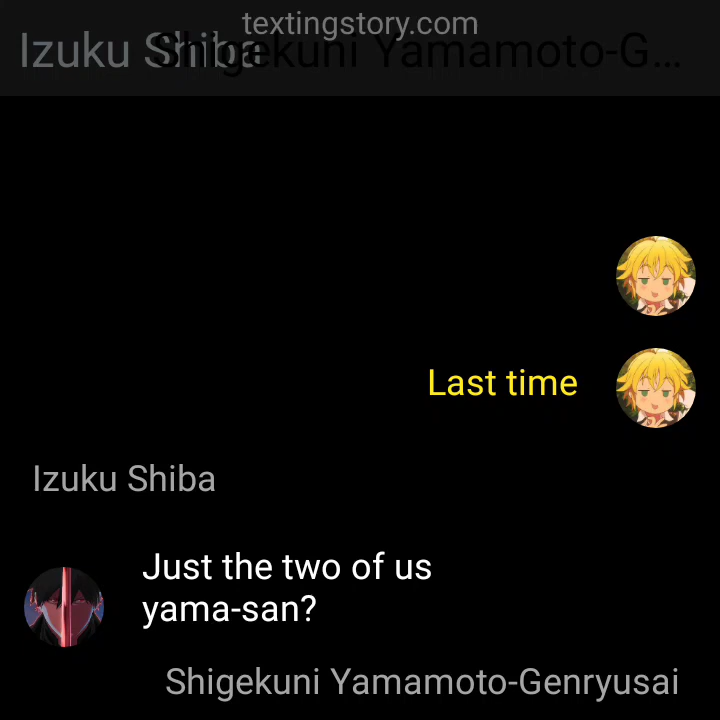 textingstory.com
Izuku Shiba
Shigekuni Yamamoto-G...
Last time
Izuku Shiba
Just the two of us
yama-san?
Shigekuni Yamamoto-Genryusai